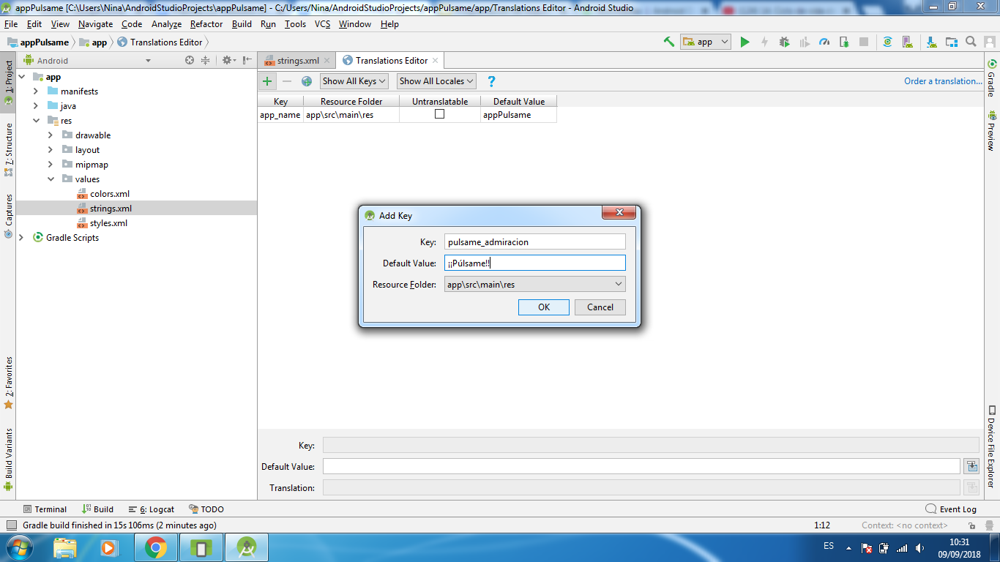 appPulsame [C:\Users\Nina\AndroidStudioProjects\appPulsame] - C:/Users/Nina/AndroidStudioProjects/appPulsame/app/Translations Editor - Android Studio
File Edit View Navigate Code Analyze Refactor Build Run Tools VCS Window Help
appPulsame app Translations Editor app
Android strings.xml Translations Editor
1: Project
7: Structure
Captures
2: Favorites
Build Variants
app
manifests
java
res
drawable
layout
mipmap
values
colors.xml
strings.xml
styles.xml
Gradle Scripts
Show All Keys Show All Locales ? Order a translation...
Key Resource Folder Untranslatable Default Value
app_name app\src\main\res appPulsame
Add Key
Key: pulsame_admiracion
Default Value: ¡¡Púlsame!!
Resource Folder: app\src\main\res
OK Cancel
Key:
Default Value:
Translation:
Gradle
Preview
Device File Explorer
Terminal Build 6: Logcat TODO Event Log
Gradle build finished in 15s 106ms (2 minutes ago) 1:12 Context: <no context>
ES 10:31
09/09/2018